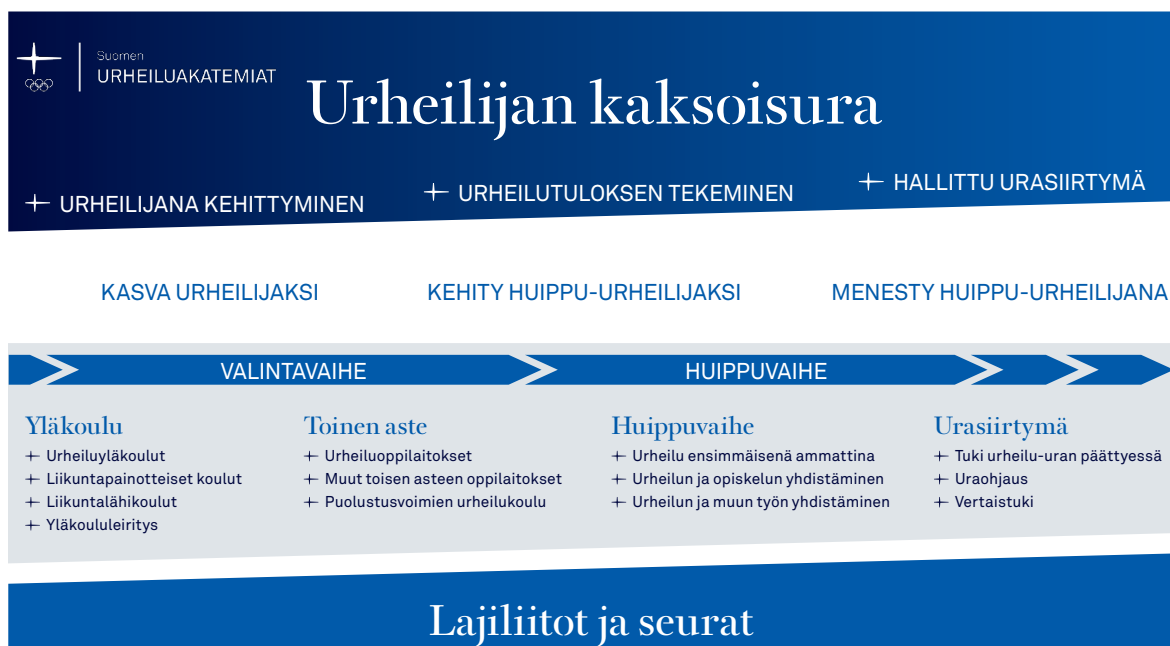 Suomen
URHEILUAKATEMIAT
Urheilijan kaksoisura
URHEILIJANA KEHITTYMINEN
URHEILUTULOKSEN TEKEMINEN
HALLITTU URASIIRTYMÄ
KASVA URHEILIJAKSI
KEHITY HUIPPU-URHEILIJAKSI
MENESTY HUIPPU-URHEILIJANA
VALINTAVAIHE
HUIPPUVAIHE
Yläkoulu
Urheiluyläkoulut
Liikuntapainotteiset koulut
Liikuntalähikoulut
Yläkoululeiritys
Toinen aste
Urheiluoppilaitokset
Muut toisen asteen oppilaitokset
Puolustusvoimien urheilukoulu
Huippuvaihe
Urheilu ensimmäisenä ammattina
Urheilun ja opiskelun yhdistäminen
Urheilun ja muun työn yhdistäminen
Urasiirtymä
Tuki urheilu-uran päättyessä
Uraohjaus
Vertaistuki
Lajiliitot ja seurat